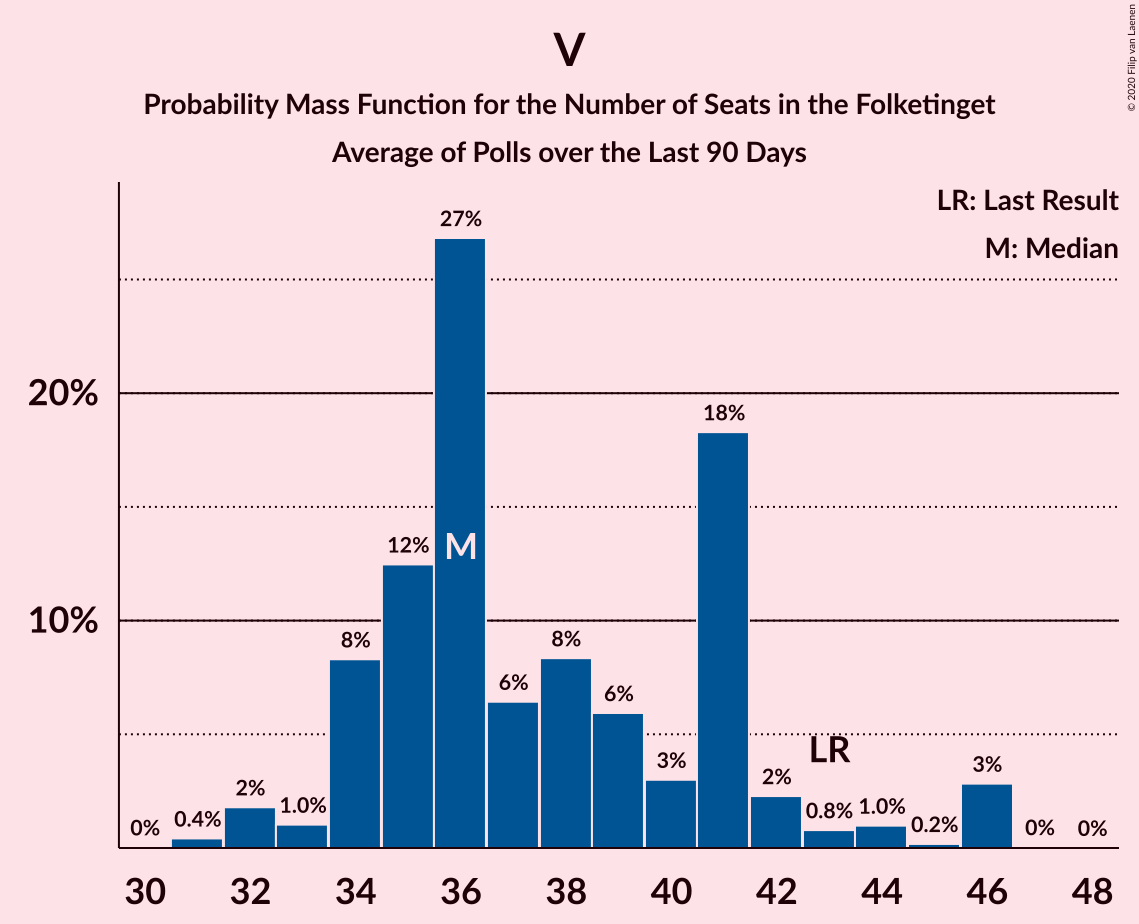 V
Probability Mass Function for the Number of Seats in the Folketinget
Average of Polls over the Last 90 Days
© 2020 Filip van Laenen
LR: Last Result
M: Median
27%
20%
18%
12%
M
10%
8%
8%
6%
6%
LR
3%
3%
2%
2%
0%
0.4%
1.0%
0.8%
1.0%
0.2%
0%
0%
30 32 34 36 38 40 42 44 46 48